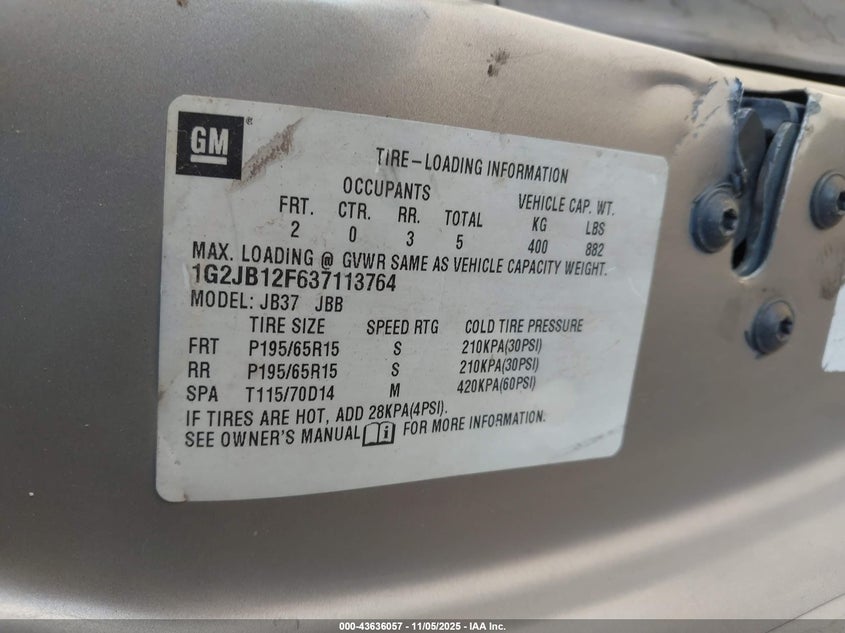 GM
TIRE-LOADING INFORMATION
OCCUPANTS VEHICLE CAP. WT.
FRT. CTR. RR. TOTAL KG LBS
2 0 3 5 400 882
MAX. LOADING @ GVWR SAME AS VEHICLE CAPACITY WEIGHT.
1G2JB12F637113764
MODEL: JB37 JBB
TIRE SIZE SPEED RTG COLD TIRE PRESSURE
FRT P195/65R15 S 210KPA(30PSI)
RR P195/65R15 S 210KPA(30PSI)
SPA T115/70D14 M 420KPA(60PSI)
IF TIRES ARE HOT, ADD 28KPA(4PSI).
SEE OWNER'S MANUAL FOR MORE INFORMATION.
000-43636057 - 11/05/2025 - IAA Inc.